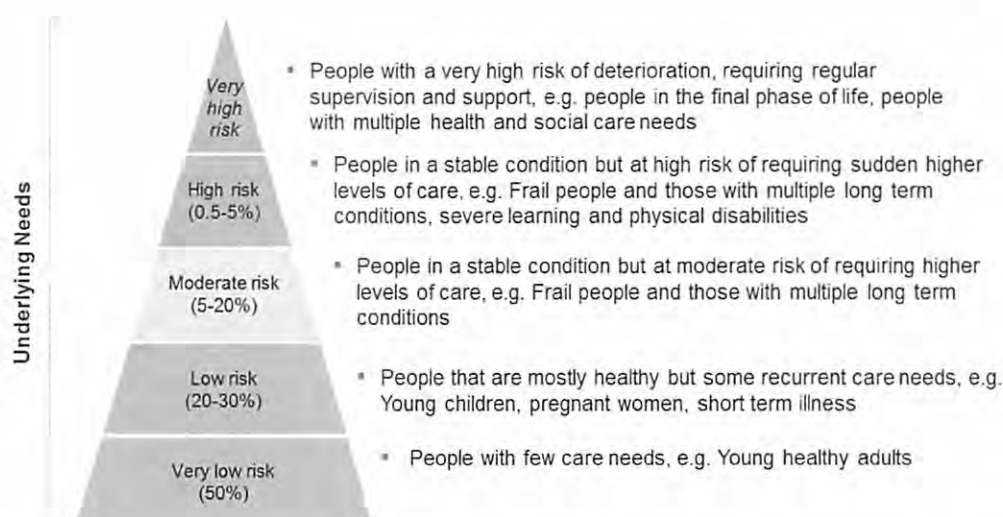 Underlying Needs
Very
high
risk
▪ People with a very high risk of deterioration, requiring regular
supervision and support, e.g. people in the final phase of life, people
with multiple health and social care needs
High risk
(0.5-5%)
▪ People in a stable condition but at high risk of requiring sudden higher
levels of care, e.g. Frail people and those with multiple long term
conditions, severe learning and physical disabilities
Moderate risk
(5-20%)
▪ People in a stable condition but at moderate risk of requiring higher
levels of care, e.g. Frail people and those with multiple long term
conditions
Low risk
(20-30%)
▪ People that are mostly healthy but some recurrent care needs, e.g.
Young children, pregnant women, short term illness
Very low risk
(50%)
▪ People with few care needs, e.g. Young healthy adults